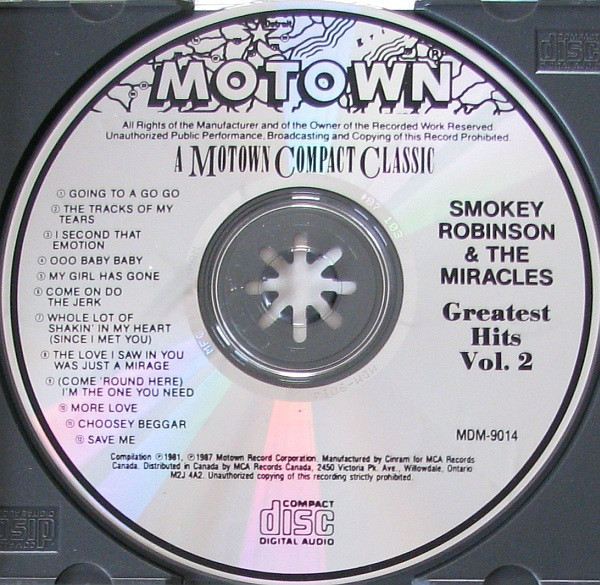 Detroit
MOTOWN
All Rights of the Manufacturer and of the Owner of the Recorded Work Reserved.
Unauthorized Public Performance, Broadcasting and Copying of this Record Prohibited.
A MOTOWN COMPACT CLASSIC
① GOING TO A GO GO
② THE TRACKS OF MY
TEARS
③ I SECOND THAT
EMOTION
④ OOO BABY BABY
⑤ MY GIRL HAS GONE
⑥ COME ON DO
THE JERK
⑦ WHOLE LOT OF
SHAKIN' IN MY HEART
(SINCE I MET YOU)
⑧ THE LOVE I SAW IN YOU
WAS JUST A MIRAGE
⑨ (COME 'ROUND HERE)
I'M THE ONE YOU NEED
⑩ MORE LOVE
⑪ CHOOSEY BEGGAR
⑫ SAVE ME
SMOKEY
ROBINSON
& THE
MIRACLES
Greatest
Hits
Vol. 2
MDM-9014
Compilation ℗1981, ℗1987 Motown Record Corporation. Manufactured by Cinram for MCA Records
Canada. Distributed in Canada by MCA Records Canada, 2450 Victoria Pk. Ave., Willowdale, Ontario
M2J 4A2. Unauthorized copying of this recording strictly prohibited.
COMPACT
disc
DIGITAL AUDIO
COMPACT
disc